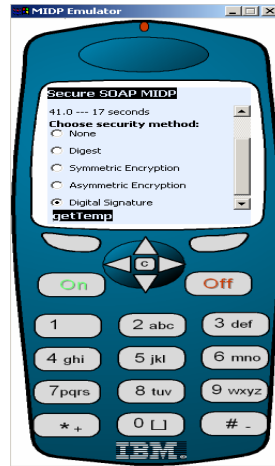 MIDP Emulator
Secure SOAP MIDP
41.0 --- 17 seconds
Choose security method:
None
Digest
Symmetric Encryption
Asymmetric Encryption
Digital Signature
getTemp
C
On
Off
1
2 abc
3 def
4 ghi
5 jkl
6 mno
7pqrs
8 tuv
9 wxyz
* +
0 [_]
# -
IBM.